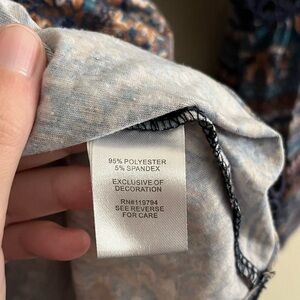 95% POLYESTER
5% SPANDEX
EXCLUSIVE OF
DECORATION
RN#119794
SEE REVERSE
FOR CARE